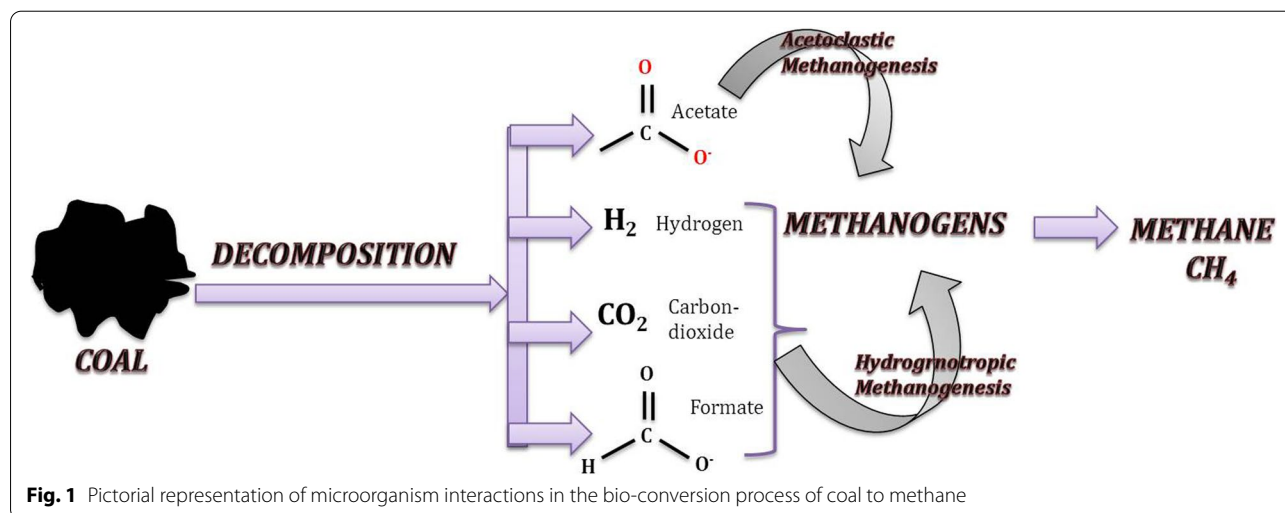 Acetoclastic
Methanogenesis
O
C
O-
Acetate
H2 Hydrogen
DECOMPOSITION
METHANOGENS
METHANE
CH4
COAL
CO2 Carbon-
dioxide
Hydrogrnotropic
Methanogenesis
O
C
H
O-
Formate
Fig. 1 Pictorial representation of microorganism interactions in the bio-conversion process of coal to methane